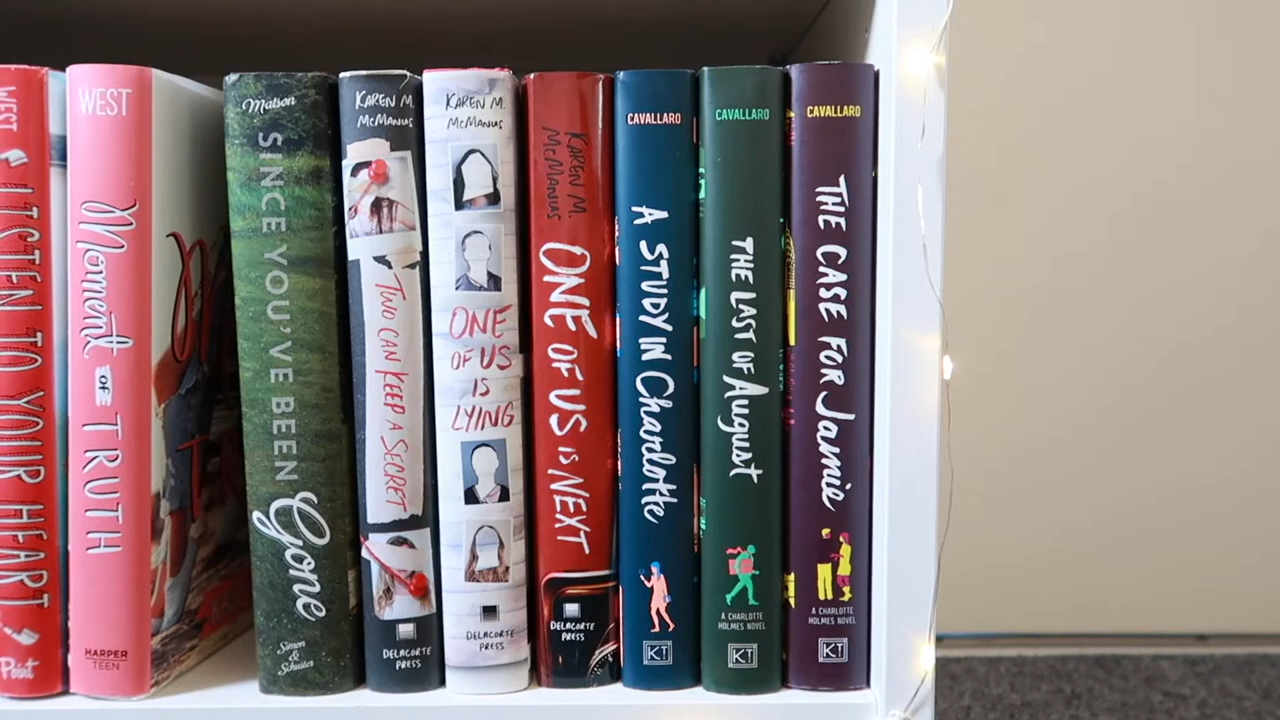 WEST
LISTEN TO YOUR HEART
Point
WEST
Moment
OF
TRUTH
HARPER
TEEN
Matson
SINCE YOU'VE BEEN
Gone
Simon
&
Schuster
KAREN M.
MCMANUS
TWO CAN KEEP A SECRET
DELACORTE
PRESS
KAREN M.
MCMANUS
ONE
OF US
IS
LYING
DELACORTE
PRESS
KAREN M.
MCMANUS
ONE OF US IS NEXT
DELACORTE
PRESS
CAVALLARO
A STUDY IN Charlotte
KT
CAVALLARO
THE LAST OF August
A CHARLOTTE
HOLMES NOVEL
KT
CAVALLARO
THE CASE FOR Jamie
A CHARLOTTE
HOLMES NOVEL
KT